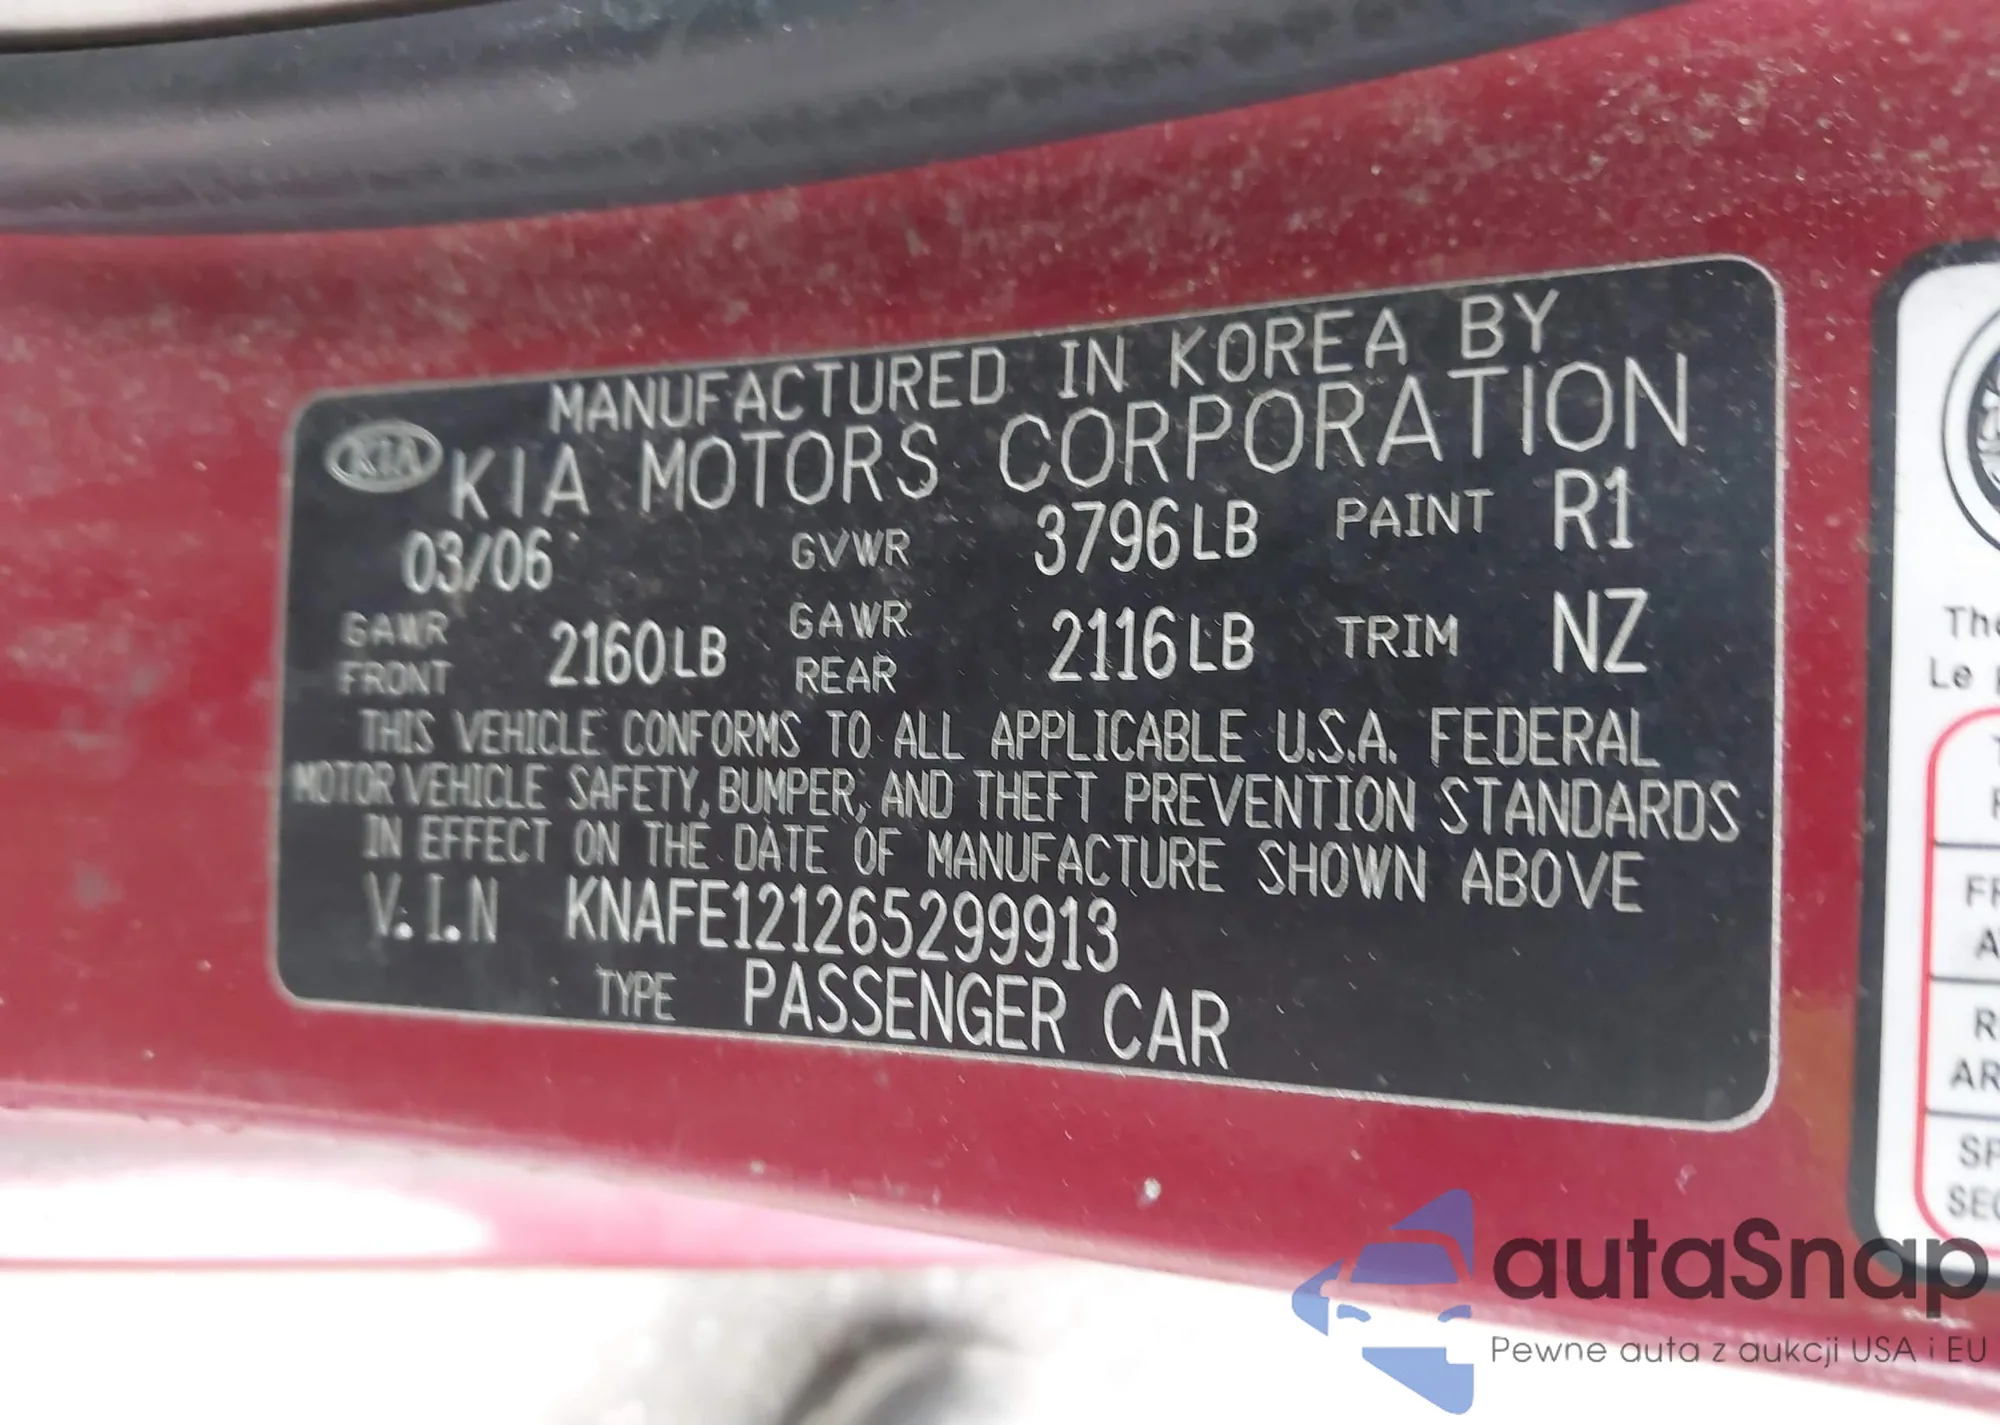 MANUFACTURED IN KOREA BY
KIA KIA MOTORS CORPORATION
03/06 GVWR 3796LB PAINT R1
GAWR FRONT 2160LB GAWR REAR 2116LB TRIM NZ
THIS VEHICLE CONFORMS TO ALL APPLICABLE U.S.A. FEDERAL
MOTOR VEHICLE SAFETY, BUMPER, AND THEFT PREVENTION STANDARDS
IN EFFECT ON THE DATE OF MANUFACTURE SHOWN ABOVE
V.I.N KNAFE121265299913
TYPE PASSENGER CAR
Le
autaSnap
Pewne auta z aukcji USA i EU